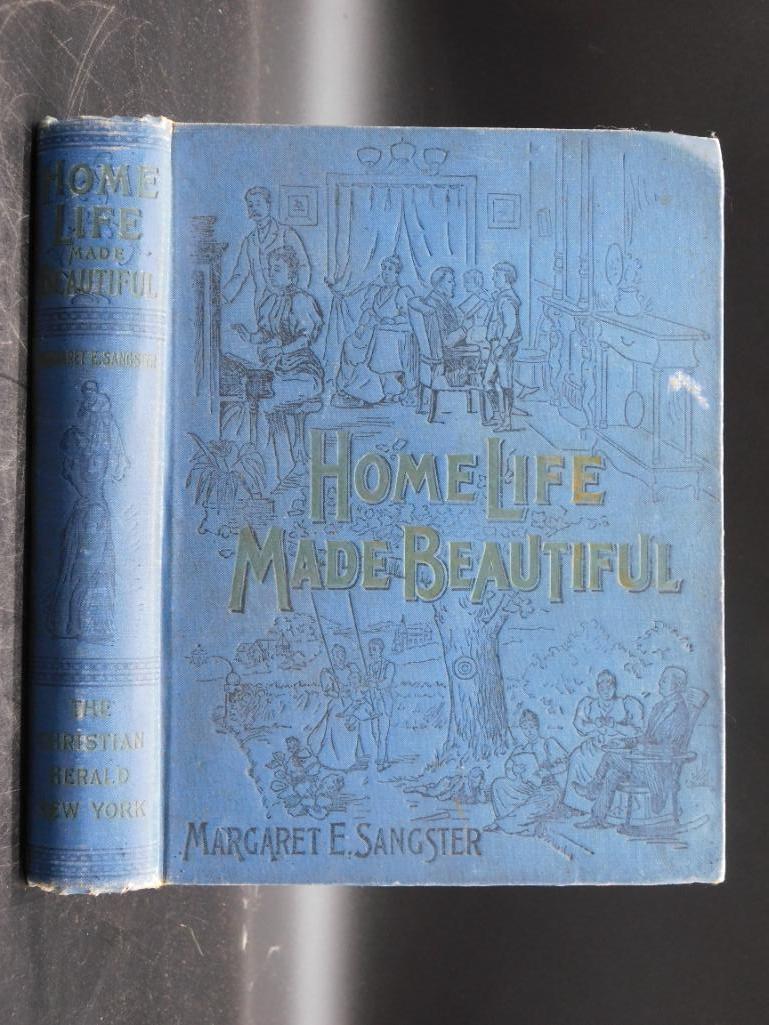 HOME
LIFE
MADE
BEAUTIFUL
MARGARET E. SANGSTER
THE
CHRISTIAN
HERALD
NEW YORK
HOME LIFE
MADE BEAUTIFUL
MARGARET E. SANGSTER